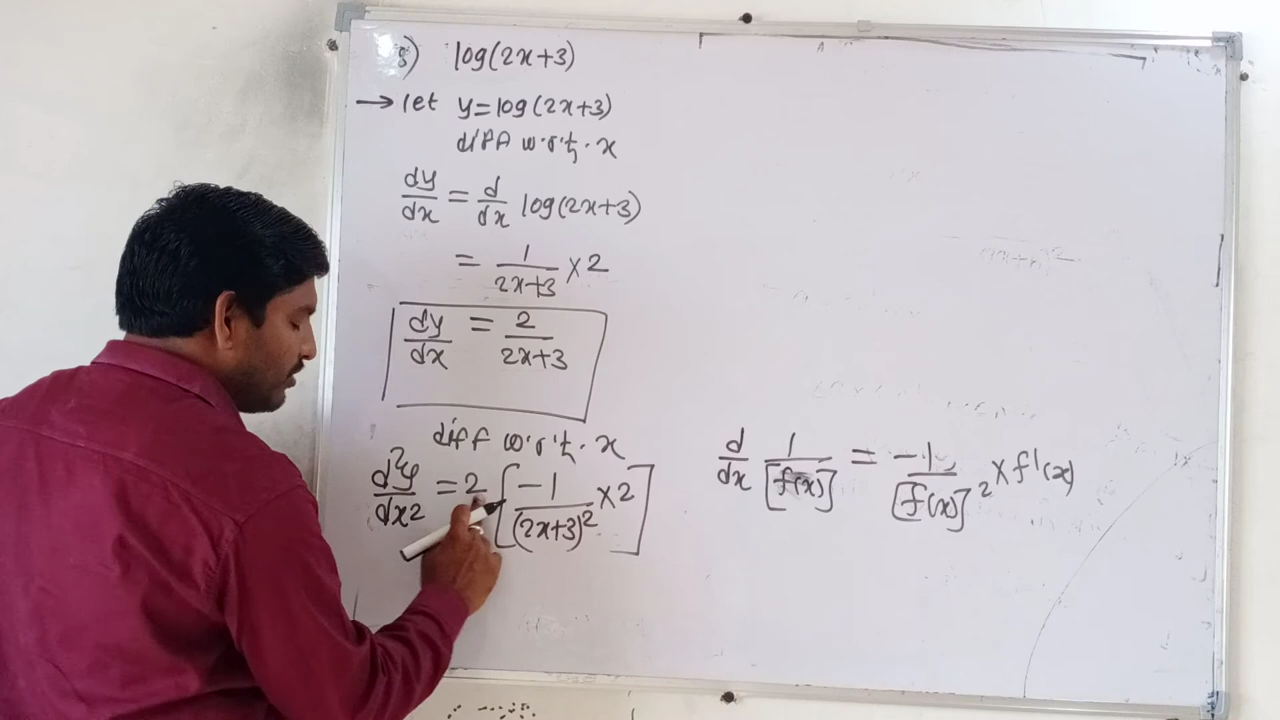 8) log(2x+3)
→ let y=log(2x+3)
diff w.r.t. x
dy/dx = d/dx log(2x+3)
= 1/(2x+3) ×2
dy/dx = 2/(2x+3)
diff w.r.t. x
d²y/dx² = 2 [-1/(2x+3)² ×2]
d/dx 1/[f(x)] = -1/[f(x)]² × f'(x)